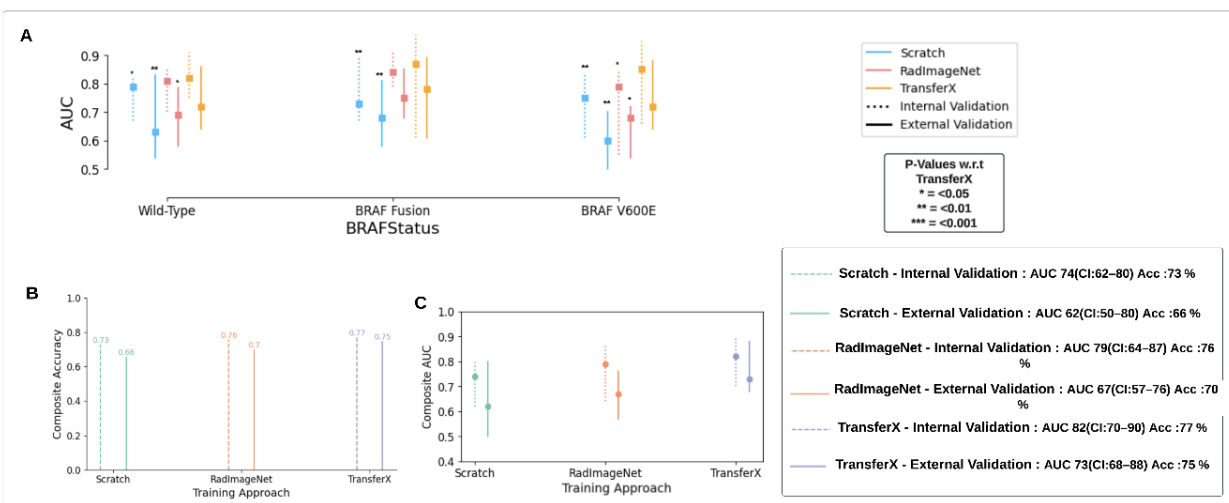 A
0.9
0.8
0.7
0.6
0.5
AUC
* ** * ** ** ** ** * *
Wild-Type BRAF Fusion BRAF V600E
BRAFStatus
Scratch
RadImageNet
TransferX
Internal Validation
External Validation
P-Values w.r.t
TransferX
* = <0.05
** = <0.01
*** = <0.001
B
1.0
0.8
0.6
0.4
0.2
0.0
Composite Accuracy
0.73 0.66 0.76 0.7 0.77 0.75
Scratch RadImageNet TransferX
Training Approach
C
1.0
0.9
0.8
0.7
0.6
0.5
0.4
Composite AUC
Scratch RadImageNet TransferX
Training Approach
Scratch - Internal Validation : AUC 74(CI:62–80) Acc :73 %
Scratch - External Validation : AUC 62(CI:50–80) Acc :66 %
RadImageNet - Internal Validation : AUC 79(CI:64–87) Acc :76
%
RadImageNet - External Validation : AUC 67(CI:57–76) Acc :70
%
TransferX - Internal Validation : AUC 82(CI:70–90) Acc :77 %
TransferX - External Validation : AUC 73(CI:68–88) Acc :75 %